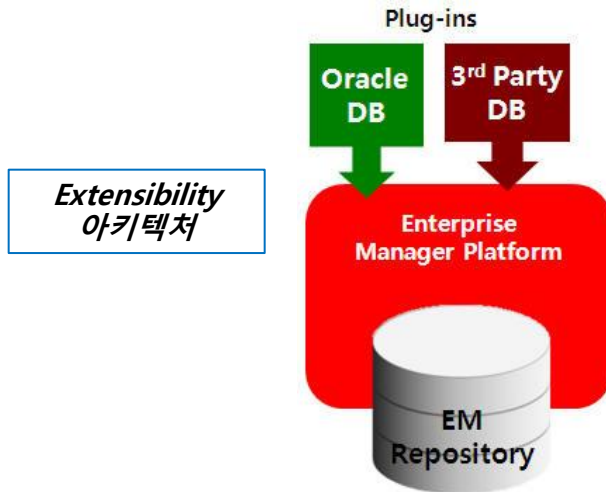 Plug-ins
Oracle
DB
3rd Party
DB
Extensibility
아키텍처
Enterprise
Manager Platform
EM
Repository